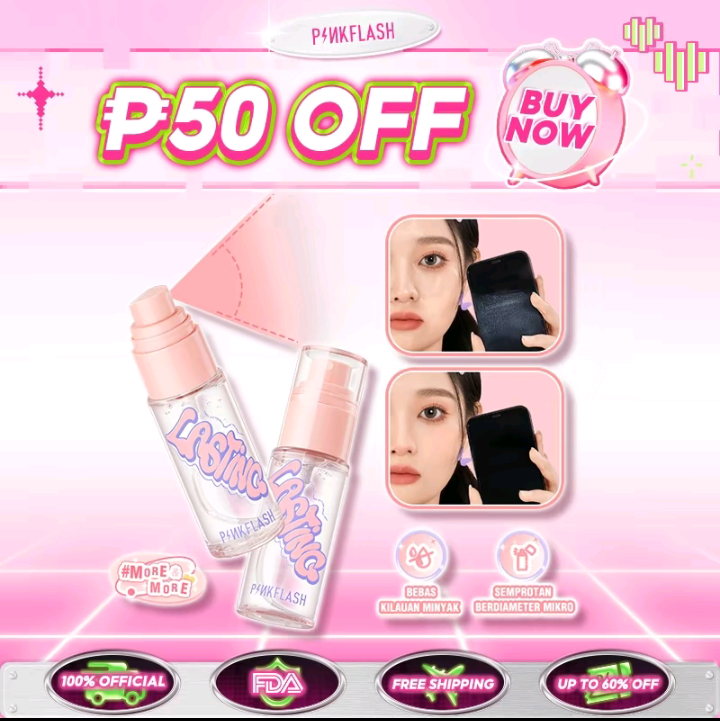 PINKFLASH
₱50 OFF
BUY
NOW
LASTING
PINKFLASH
LASTING
PINKFLASH
#MORE &
MORE
BEBAS
KILAUAN MINYAK
SEMPROTAN
BERDIAMETER MIKRO
100% OFFICIAL
FDA
FREE SHIPPING
UP TO 60% OFF